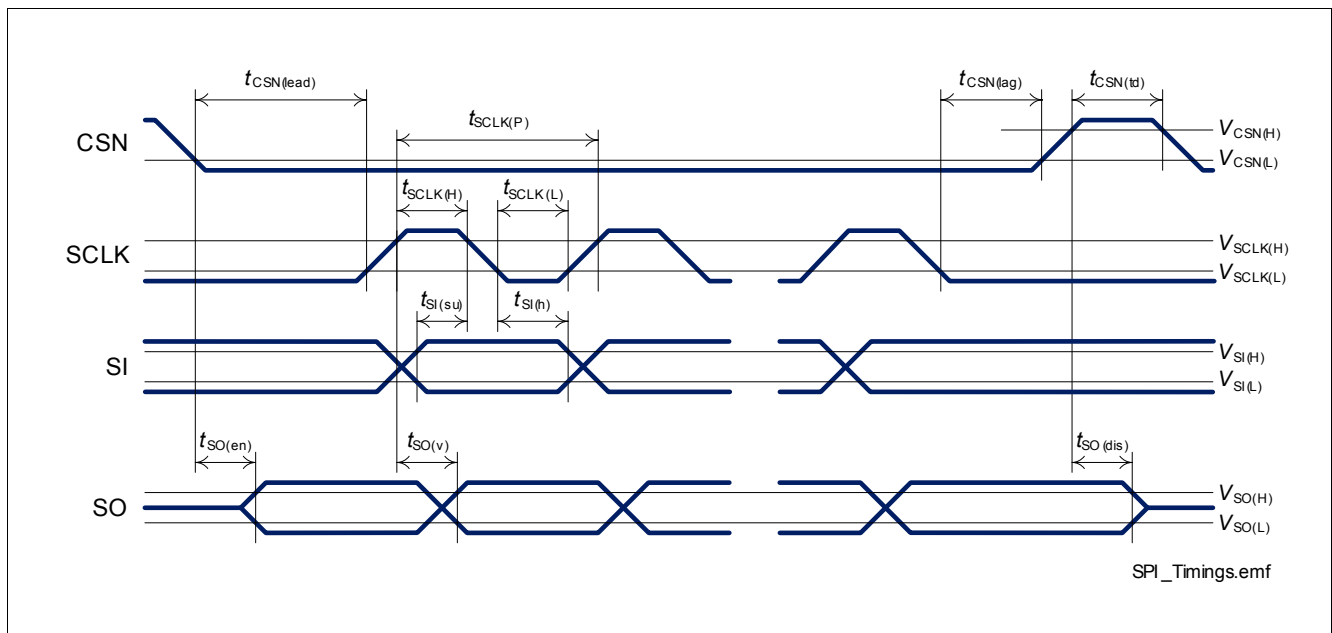 tCSN(lead)
tCSN(lag)
tCSN(td)
tSCLK(P)
CSN
VCSN(H)
VCSN(L)
tSCLK(H)
tSCLK(L)
SCLK
VSCLK(H)
VSCLK(L)
tSI(su)
tSI(h)
SI
VSI(H)
VSI(L)
tSO(en)
tSO(v)
tSO(dis)
SO
VSO(H)
VSO(L)
SPI_Timings.emf